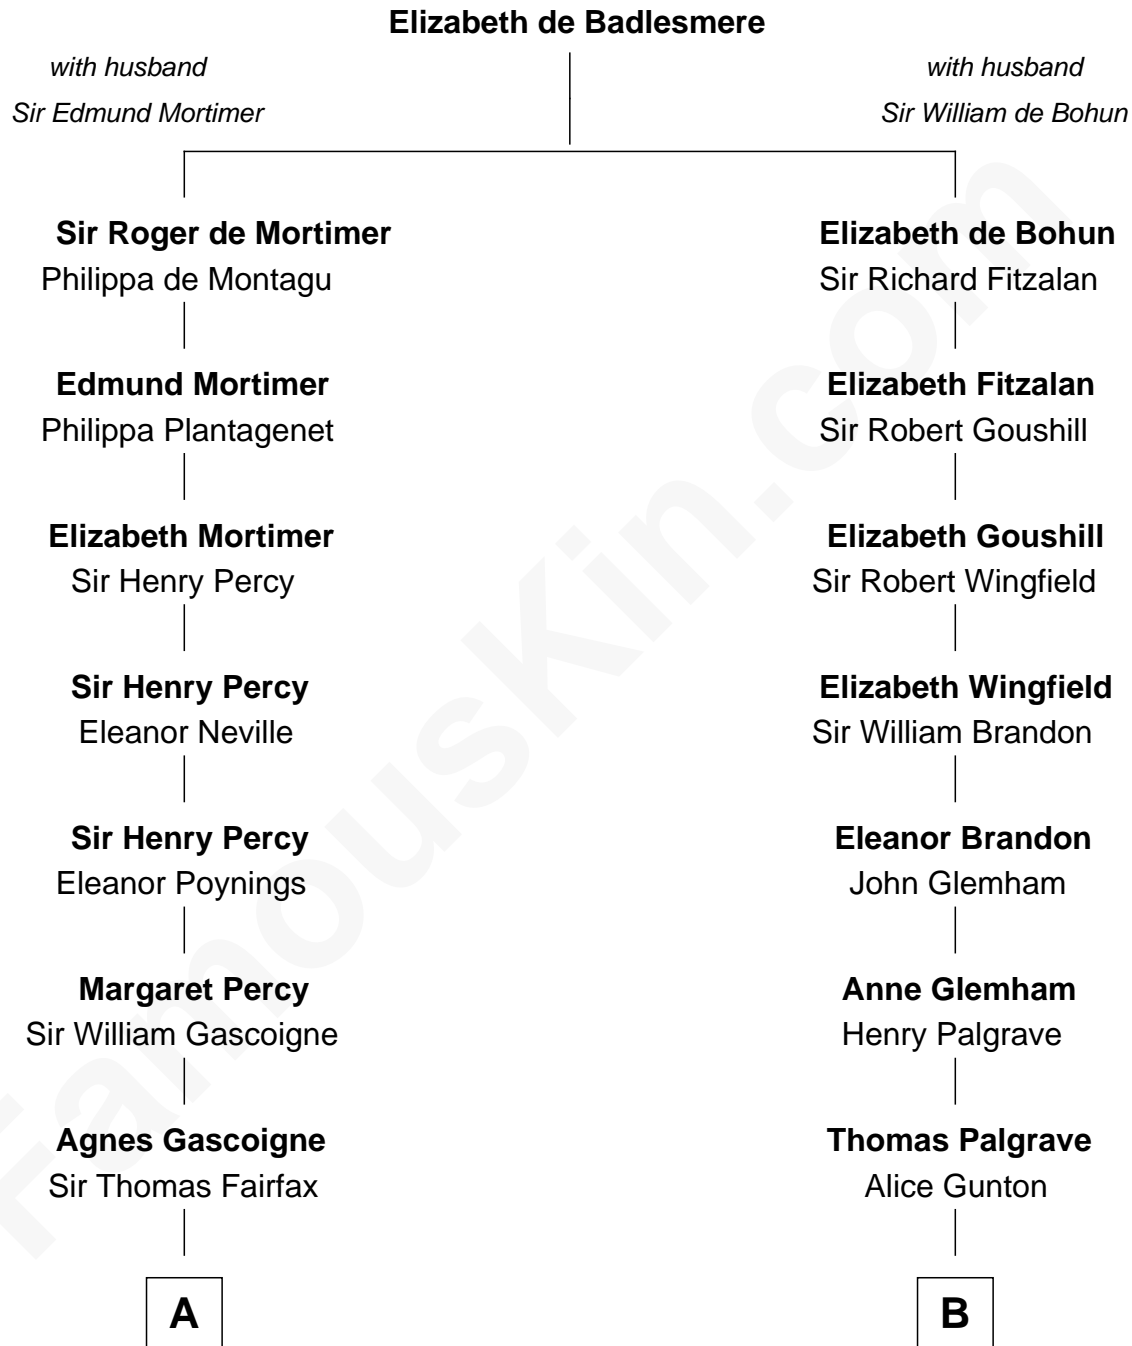 Elizabeth de Badlesmere
with husband
Sir Edmund Mortimer
with husband
Sir William de Bohun
Sir Roger de Mortimer
Philippa de Montagu
Edmund Mortimer
Philippa Plantagenet
Elizabeth Mortimer
Sir Henry Percy
Sir Henry Percy
Eleanor Neville
Sir Henry Percy
Eleanor Poynings
Margaret Percy
Sir William Gascoigne
Agnes Gascoigne
Sir Thomas Fairfax
A
Elizabeth de Bohun
Sir Richard Fitzalan
Elizabeth Fitzalan
Sir Robert Goushill
Elizabeth Goushill
Sir Robert Wingfield
Elizabeth Wingfield
Sir William Brandon
Eleanor Brandon
John Glemham
Anne Glemham
Henry Palgrave
Thomas Palgrave
Alice Gunton
B
FamousKin.com